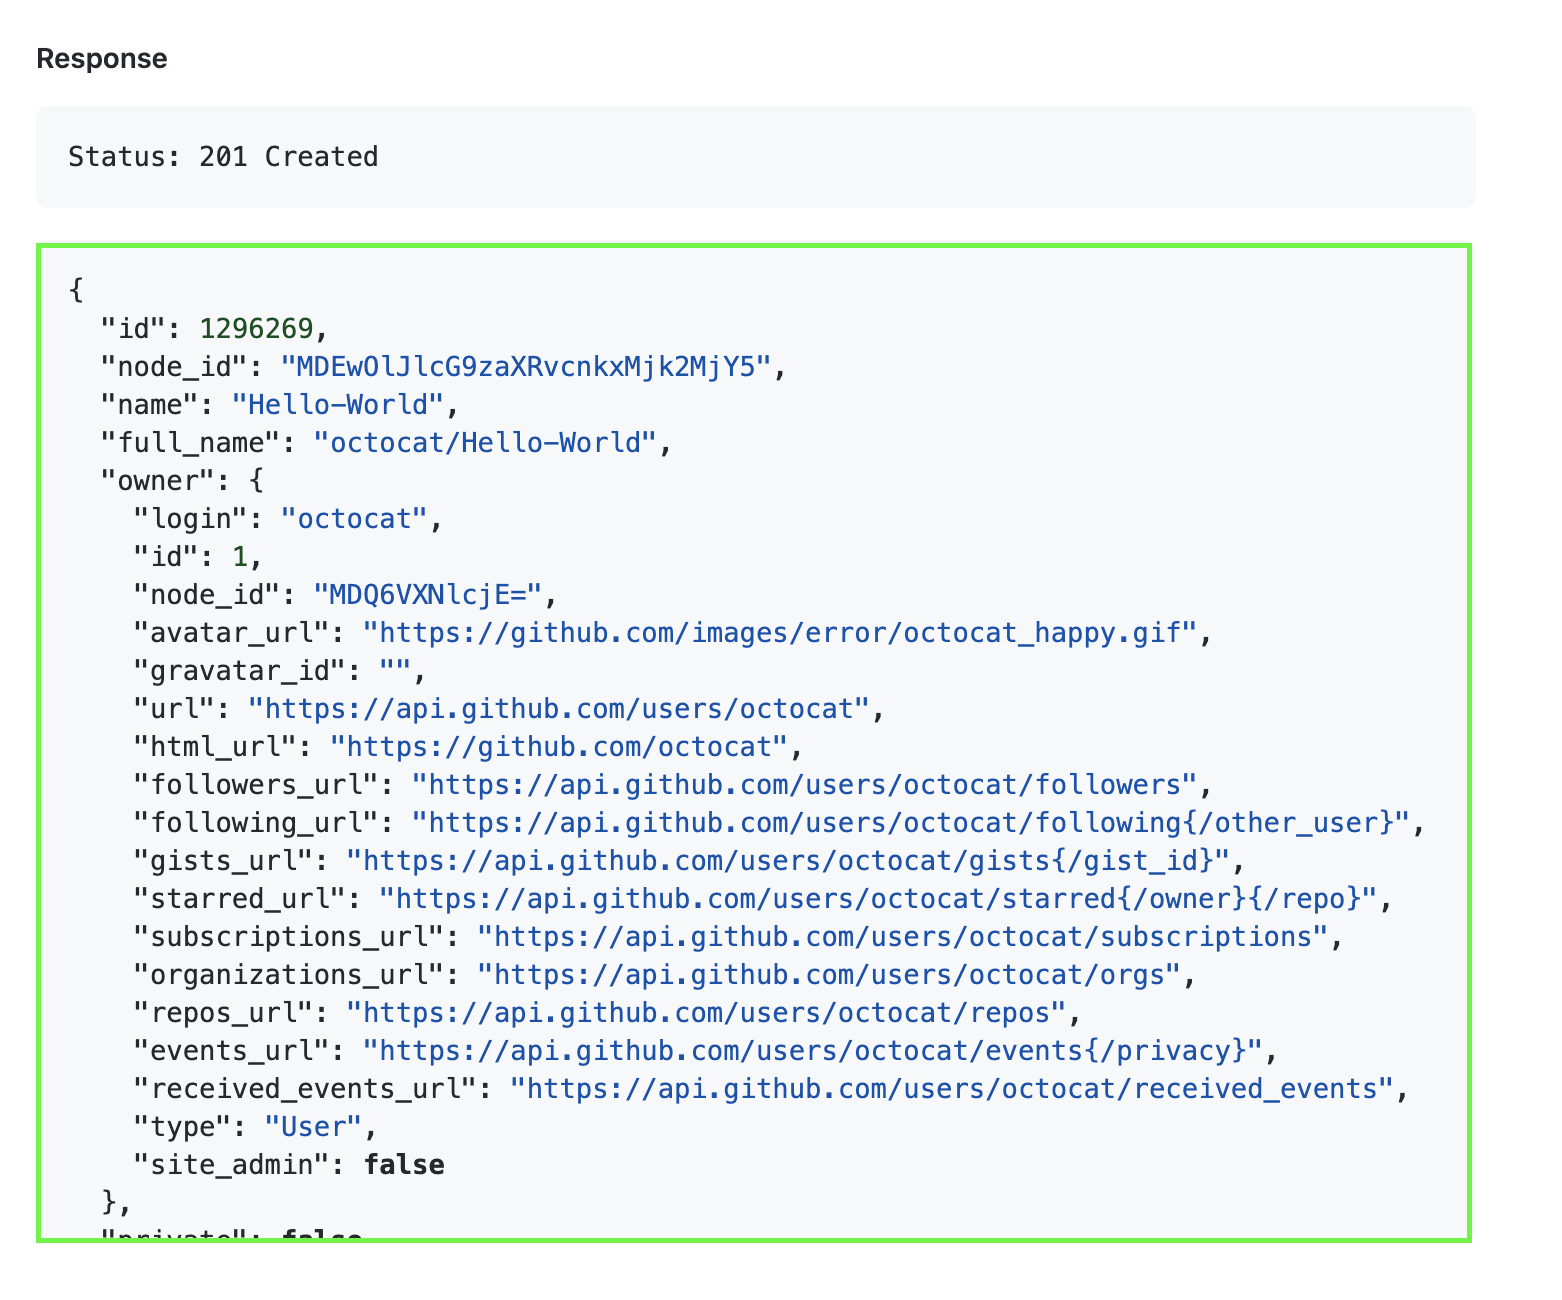 Response
Status: 201 Created
{
  "id": 1296269,
  "node_id": "MDEwOlJlcG9zaXRvcnkxMjk2MjY5",
  "name": "Hello-World",
  "full_name": "octocat/Hello-World",
  "owner": {
    "login": "octocat",
    "id": 1,
    "node_id": "MDQ6VXNlcjE=",
    "avatar_url": "https://github.com/images/error/octocat_happy.gif",
    "gravatar_id": "",
    "url": "https://api.github.com/users/octocat",
    "html_url": "https://github.com/octocat",
    "followers_url": "https://api.github.com/users/octocat/followers",
    "following_url": "https://api.github.com/users/octocat/following{/other_user}",
    "gists_url": "https://api.github.com/users/octocat/gists{/gist_id}",
    "starred_url": "https://api.github.com/users/octocat/starred{/owner}{/repo}",
    "subscriptions_url": "https://api.github.com/users/octocat/subscriptions",
    "organizations_url": "https://api.github.com/users/octocat/orgs",
    "repos_url": "https://api.github.com/users/octocat/repos",
    "events_url": "https://api.github.com/users/octocat/events{/privacy}",
    "received_events_url": "https://api.github.com/users/octocat/received_events",
    "type": "User",
    "site_admin": false
  },
  "private": false